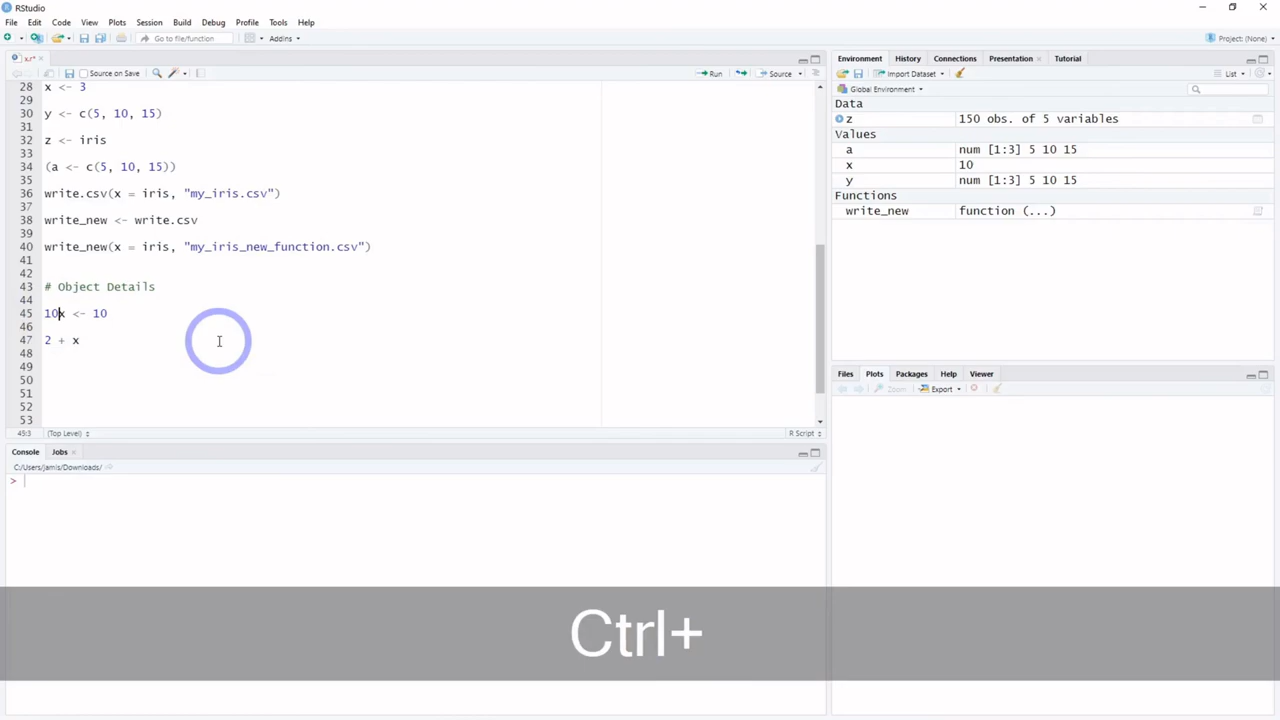 RStudio
File Edit Code View Plots Session Build Debug Profile Tools Help
Go to file/function Addins Project: (None)
x.r*
Source on Save Run Source
28 x <- 3
29
30 y <- c(5, 10, 15)
31
32 z <- iris
33
34 (a <- c(5, 10, 15))
35
36 write.csv(x = iris, "my_iris.csv")
37
38 write_new <- write.csv
39
40 write_new(x = iris, "my_iris_new_function.csv")
41
42
43 # Object Details
44
45 10x <- 10
46
47 2 + x
48
49
50
51
52
53
45:3 (Top Level) R Script
Console Jobs
C:/Users/jamis/Downloads/
>
Environment History Connections Presentation Tutorial
Import Dataset List
Global Environment
Data
z 150 obs. of 5 variables
Values
a num [1:3] 5 10 15
x 10
y num [1:3] 5 10 15
Functions
write_new function (...)
Files Plots Packages Help Viewer
Zoom Export
Ctrl+